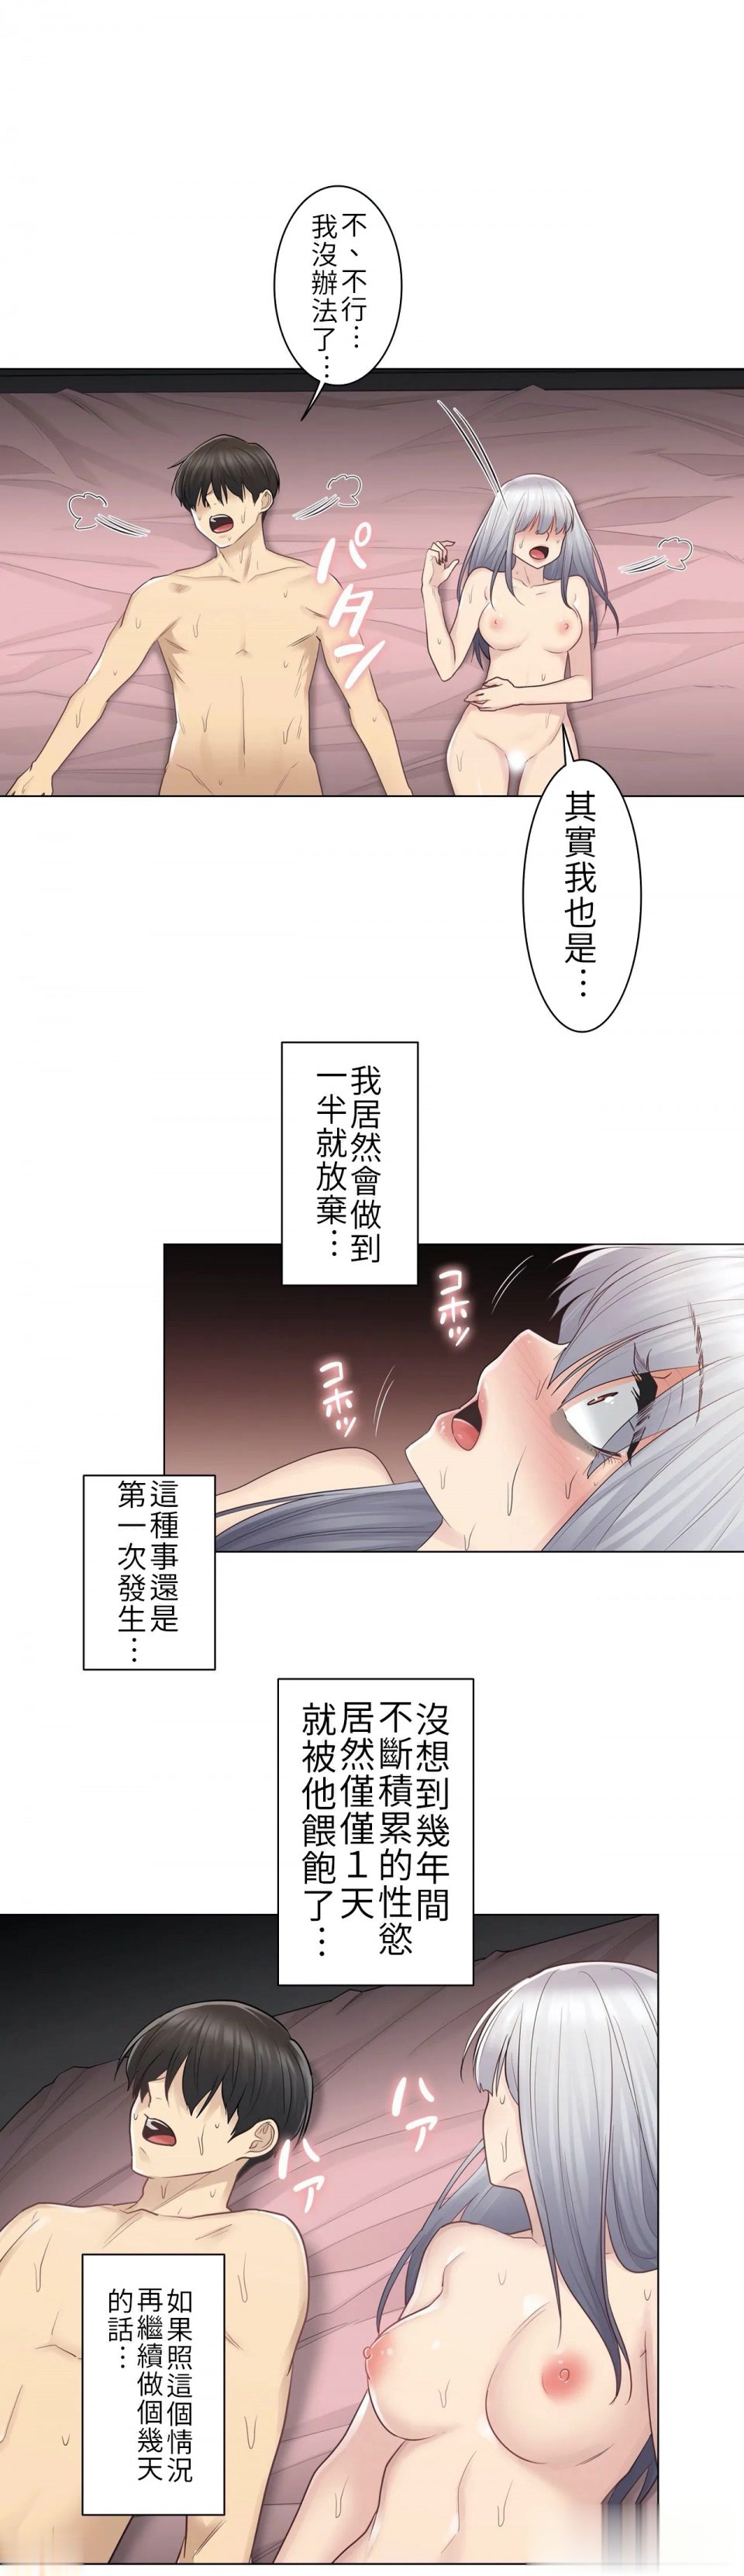 不、不行⋯
我沒辦法了⋯
パタン
其實我也是⋯
我居然會做到
一半就放棄⋯
コホッ
コホッ
這種事還是
第一次發生⋯
沒想到幾年間
不斷積累的性慾
居然僅僅1天
就被他餵飽了⋯
ハァ
ハァ
如果照這個情況
再繼續做個幾天
的話⋯